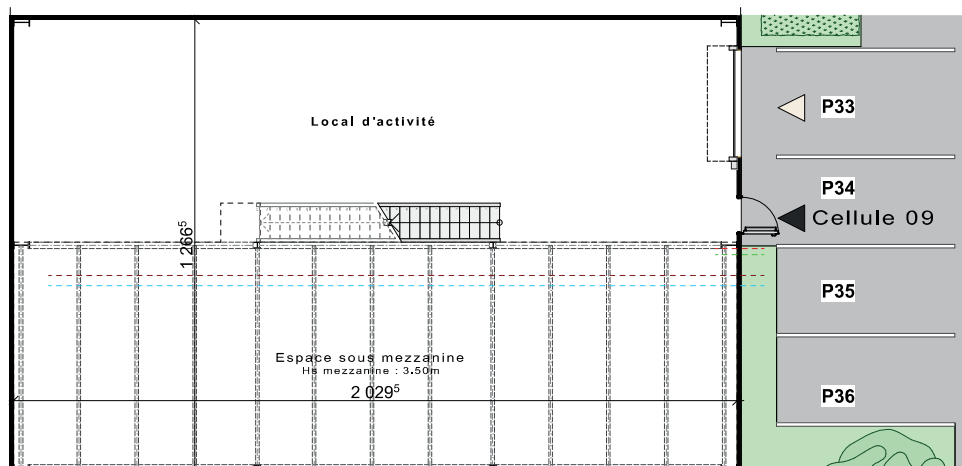 Local d'activité
P33
P34
Cellule 09
1 266⁵
P35
Espace sous mezzanine
Hs mezzanine : 3.50m
2 029⁵
P36